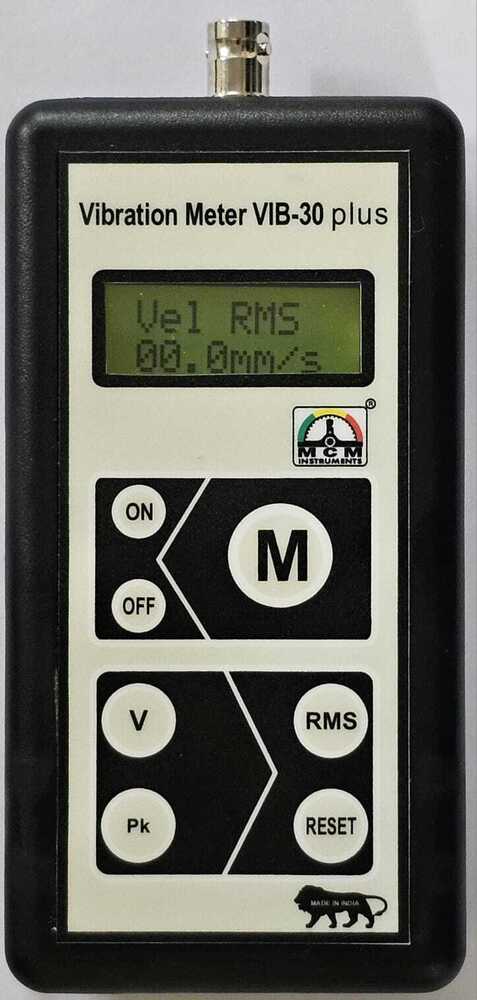 Vibration Meter VIB-30 plus
Vel RMS
00.0mm/s
®
MCM
INSTRUMENTS
ON
M
OFF
V
RMS
Pk
RESET
MADE IN INDIA